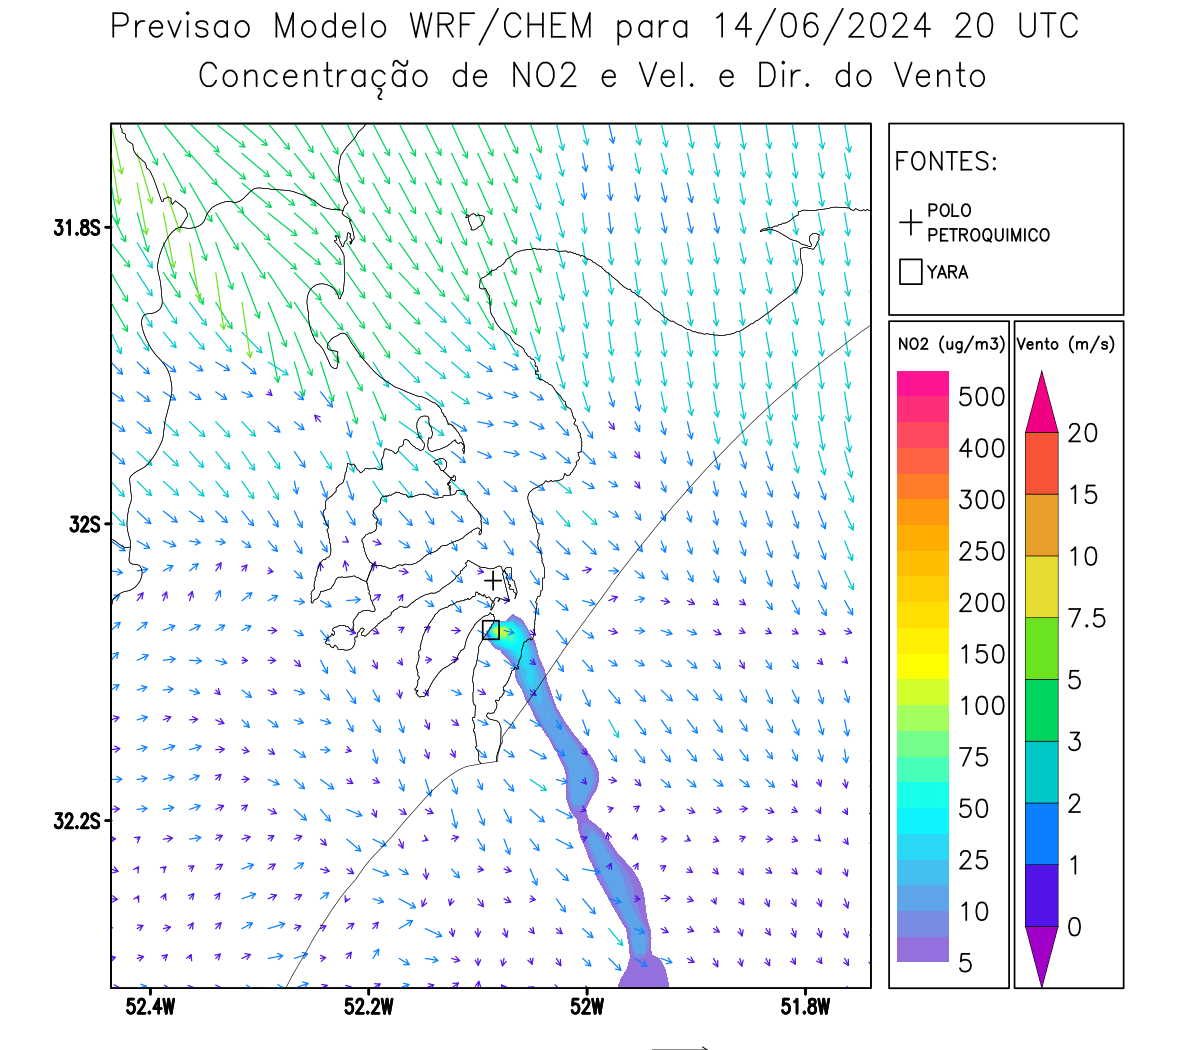 Previsao Modelo WRF/CHEM para 14/06/2024 20 UTC
Concentração de NO2 e Vel. e Dir. do Vento
FONTES:
POLO
PETROQUIMICO
YARA
NO2 (ug/m3)
500
400
300
250
200
150
100
75
50
25
10
5
Vento (m/s)
20
15
10
7.5
5
3
2
1
0
31.8S
32S
32.2S
52.4W
52.2W
52W
51.8W